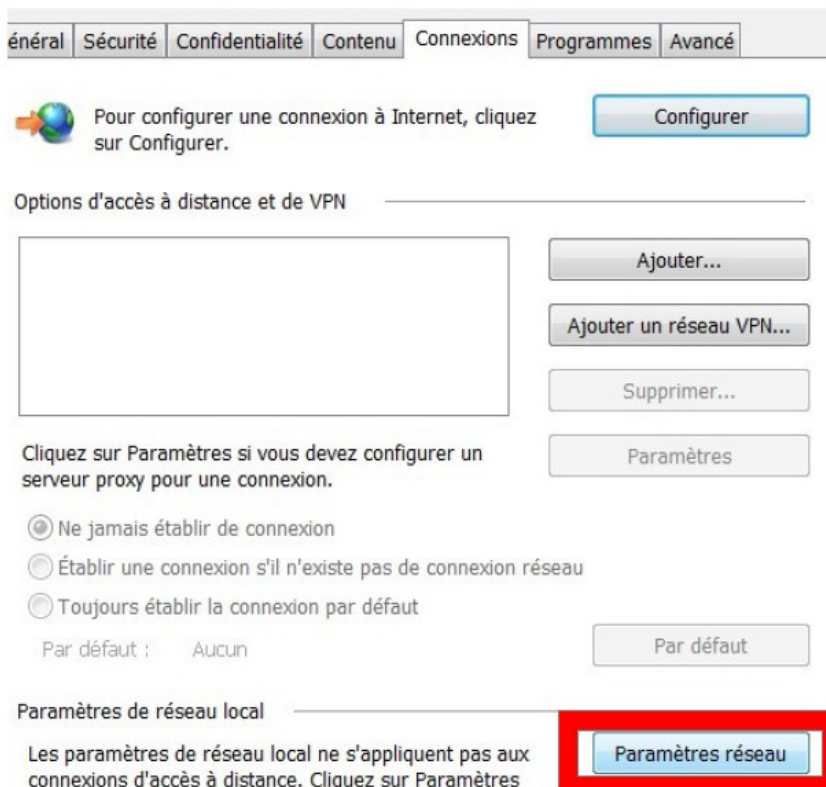 énéral Sécurité Confidentialité Contenu Connexions Programmes Avancé
Pour configurer une connexion à Internet, cliquez
sur Configurer.
Configurer
Options d'accès à distance et de VPN
Ajouter...
Ajouter un réseau VPN...
Supprimer...
Cliquez sur Paramètres si vous devez configurer un
serveur proxy pour une connexion.
Paramètres
Ne jamais établir de connexion
Établir une connexion s'il n'existe pas de connexion réseau
Toujours établir la connexion par défaut
Par défaut : Aucun
Par défaut
Paramètres de réseau local
Les paramètres de réseau local ne s'appliquent pas aux
connexions d'accès à distance. Cliquez sur Paramètres
Paramètres réseau